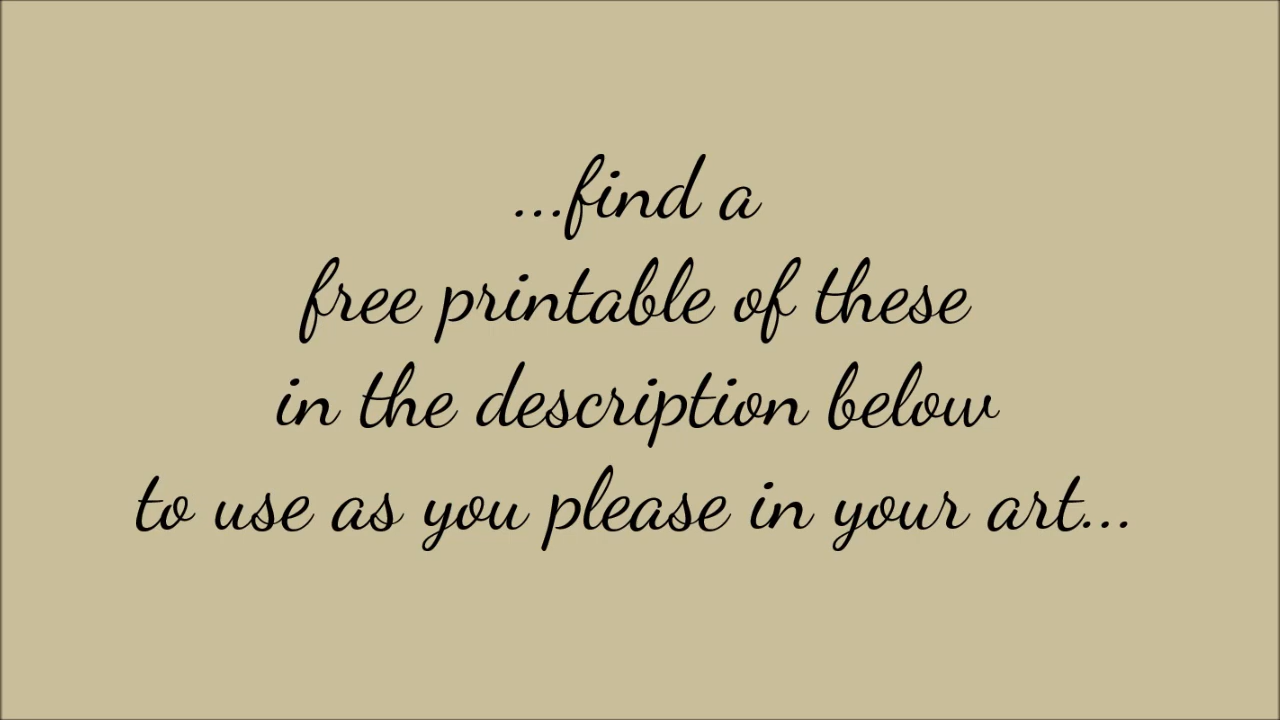 ...find a
free printable of these
in the description below
to use as you please in your art...